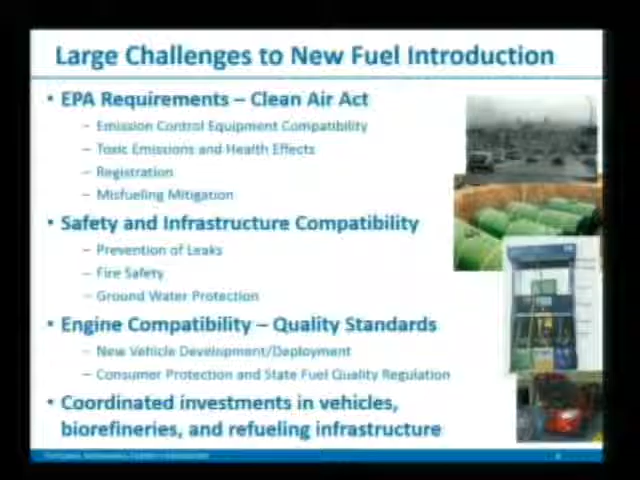 Large Challenges to New Fuel Introduction
• EPA Requirements – Clean Air Act
– Emission Control Equipment Compatibility
– Toxic Emissions and Health Effects
– Registration
– Misfueling Mitigation
• Safety and Infrastructure Compatibility
– Prevention of Leaks
– Fire Safety
– Ground Water Protection
• Engine Compatibility – Quality Standards
– New Vehicle Development/Deployment
– Consumer Protection and State Fuel Quality Regulation
• Coordinated investments in vehicles,
biorefineries, and refueling infrastructure